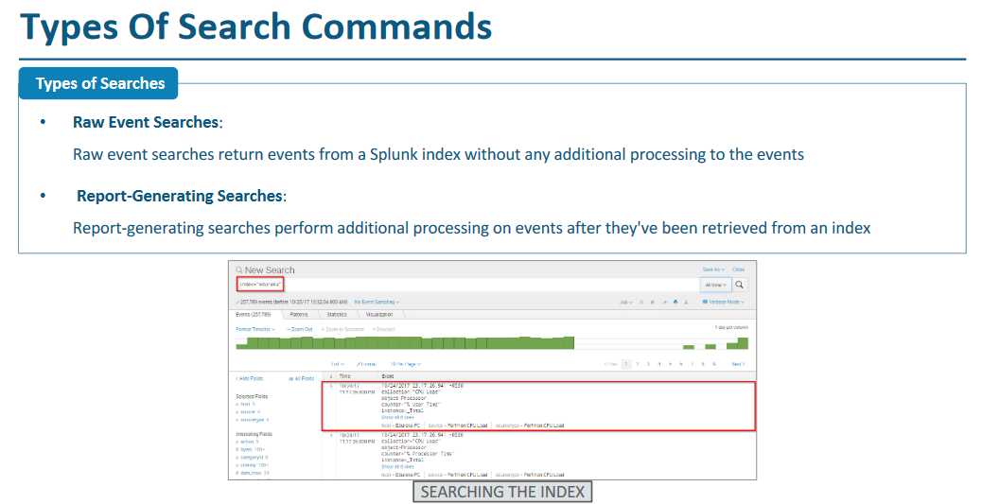 Types Of Search Commands
Types of Searches
• Raw Event Searches:
Raw event searches return events from a Splunk index without any additional processing to the events
• Report-Generating Searches:
Report-generating searches perform additional processing on events after they've been retrieved from an index
New Search
Save As Close
index="edureka"
All time
257,789 events (before 10/25/17 10:32:04.000 AM) No Event Sampling
Job Verbose Mode
Events (257,789) Patterns Statistics Visualization
Format Timeline – Zoom Out + Zoom to Selection × Deselect
1 day per column
List Format 20 Per Page
< Prev 1 2 3 4 5 6 7 8 9 Next >
< Hide Fields All Fields
i Time Event
Selected Fields
a host 5
a source
a sourcetype
Interesting Fields
a action 5
# bytes 100+
a categoryId 8
# date_hour 24
10/24/17
11:17:26.000 PM
10/24/2017 23:17:26.941 -0530
collection="CPU Load"
object=Processor
counter="% User Time"
instance=_Total
Show all 6 lines
host = Edureka-PC source = Perfmon:CPU Load sourcetype = Perfmon:CPU Load
10/24/17
11:17:26.000 PM
10/24/2017 23:17:26.941 -0530
collection="CPU Load"
object=Processor
counter="% Processor Time"
instance=_Total
Show all 6 lines
host = Edureka-PC source = Perfmon:CPU Load sourcetype = Perfmon:CPU Load
SEARCHING THE INDEX